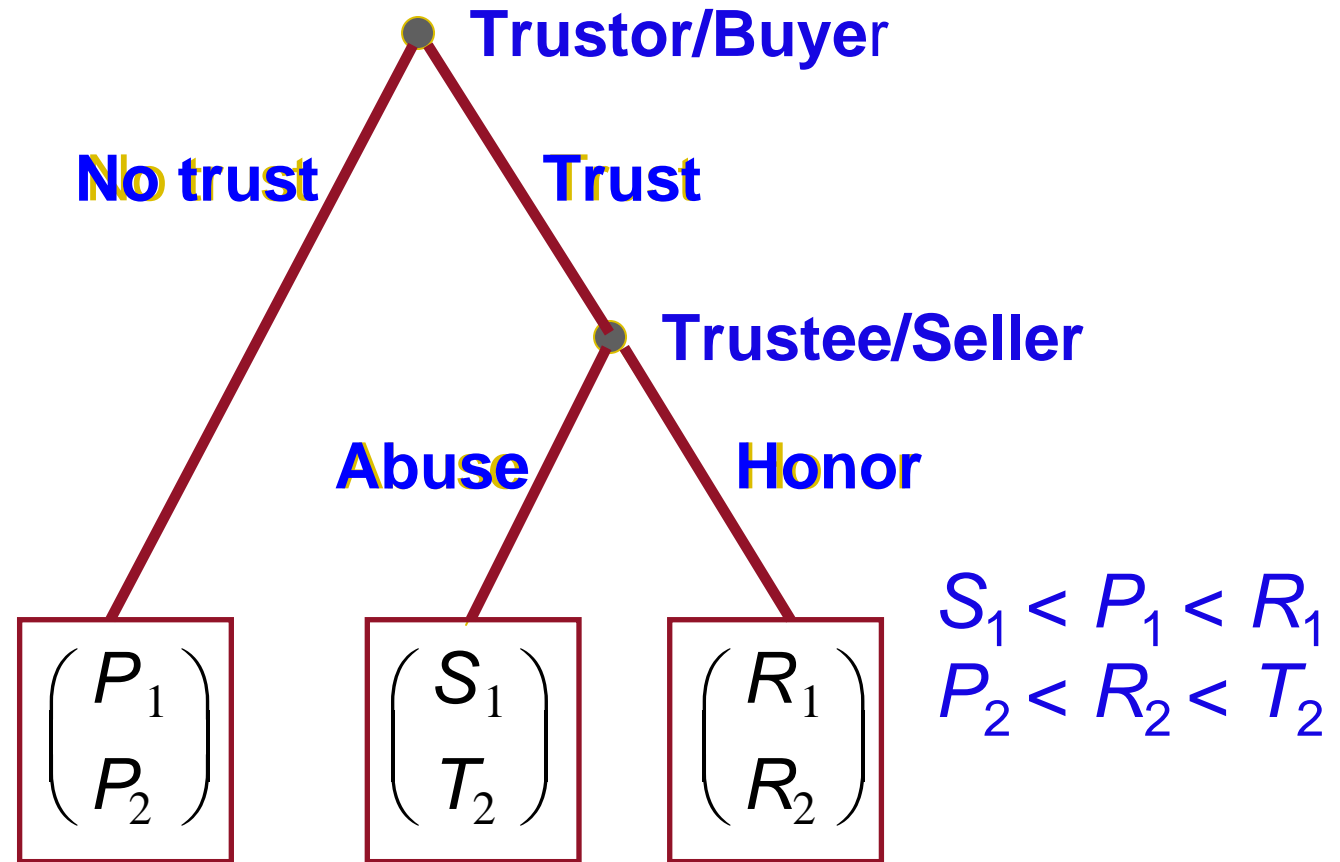 Trustor/Buyer
No trust
Trust
Trustee/Seller
Abuse
Honor
S₁ < P₁ < R₁
P₂ < R₂ < T₂
P₁
P₂
S₁
T₂
R₁
R₂